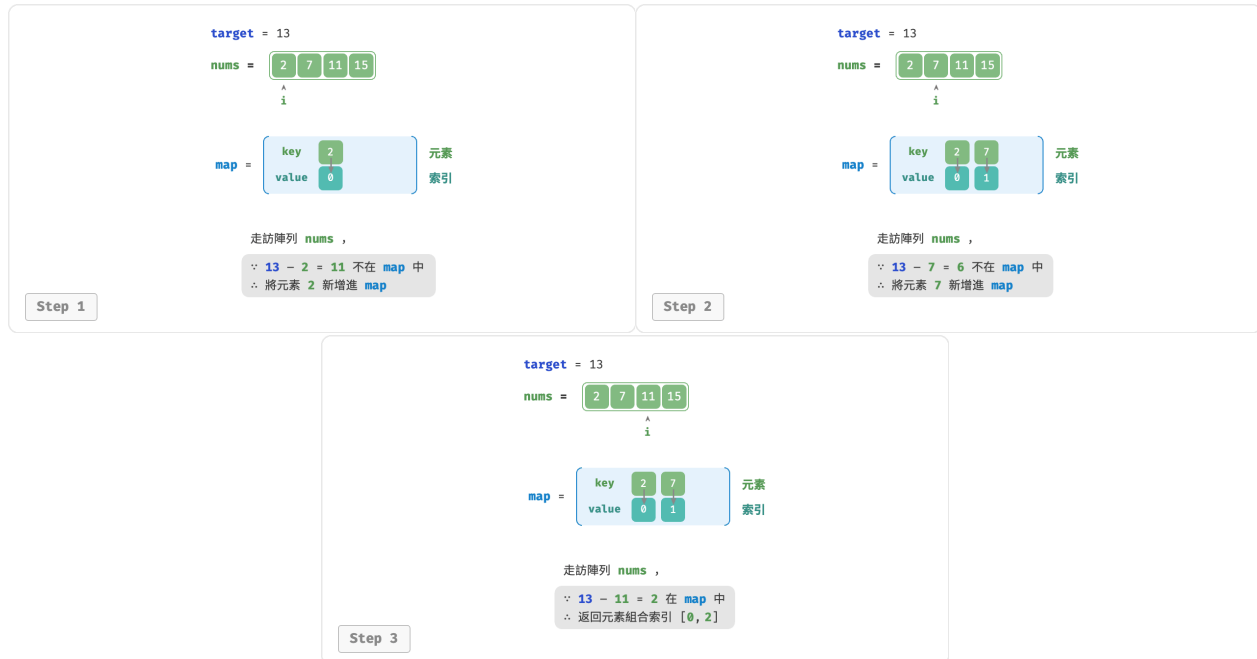 target = 13
nums = 2 7 11 15
i
map =
key 2 元素
value 0 索引
走訪陣列 nums ,
∵ 13 − 2 = 11 不在 map 中
∴ 將元素 2 新增進 map
Step 1
target = 13
nums = 2 7 11 15
i
map =
key 2 7 元素
value 0 1 索引
走訪陣列 nums ,
∵ 13 − 7 = 6 不在 map 中
∴ 將元素 7 新增進 map
Step 2
target = 13
nums = 2 7 11 15
i
map =
key 2 7 元素
value 0 1 索引
走訪陣列 nums ,
∵ 13 − 11 = 2 在 map 中
∴ 返回元素組合索引 [0, 2]
Step 3